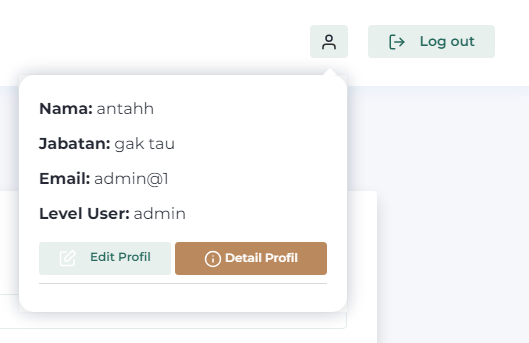 Log out
Nama: antahh
Jabatan: gak tau
Email: admin@1
Level User: admin
Edit Profil
Detail Profil